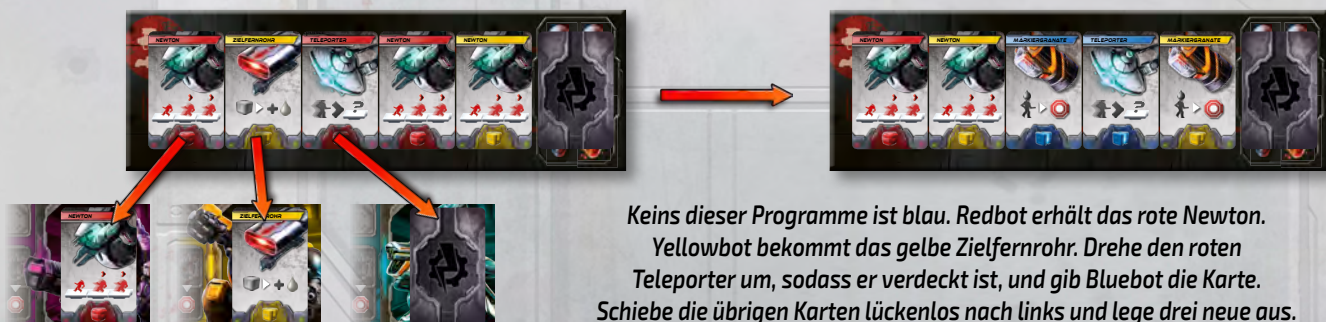 NEWTON ZIELFERNROHR TELEPORTER NEWTON NEWTON
NEWTON NEWTON MARKIERGRANATE TELEPORTER MARKIERGRANATE
NEWTON ZIELFERNROHR
Keins dieser Programme ist blau. Redbot erhält das rote Newton.
Yellowbot bekommt das gelbe Zielfernrohr. Drehe den roten
Teleporter um, sodass er verdeckt ist, und gib Bluebot die Karte.
Schiebe die übrigen Karten lückenlos nach links und lege drei neue aus.